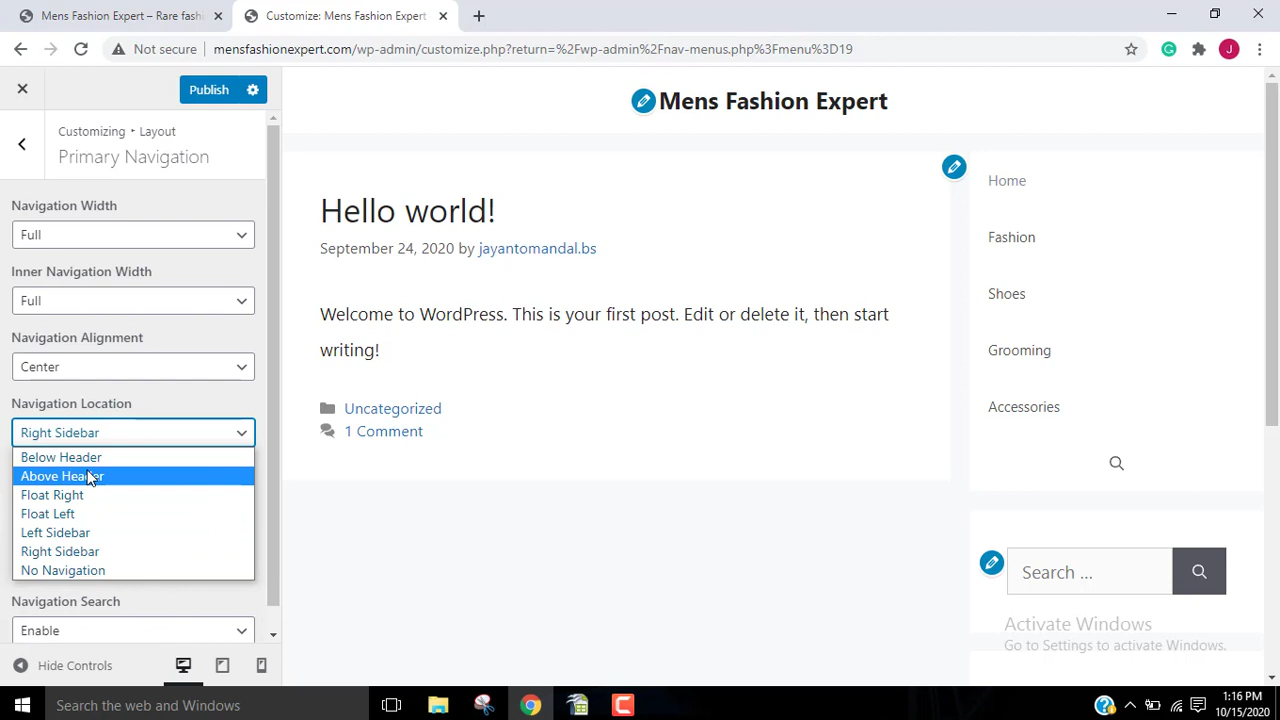 Mens Fashion Expert – Rare fash
Customize: Mens Fashion Expert
Not secure
mensfashionexpert.com/wp-admin/customize.php?return=%2Fwp-admin%2Fnav-menus.php%3Fmenu%3D19
J
Publish
Customizing ▸ Layout
Primary Navigation
Navigation Width
Full
Inner Navigation Width
Full
Navigation Alignment
Center
Navigation Location
Right Sidebar
Below Header
Above Header
Float Right
Float Left
Left Sidebar
Right Sidebar
No Navigation
Navigation Search
Enable
Hide Controls
Mens Fashion Expert
Hello world!
September 24, 2020 by jayantomandal.bs
Welcome to WordPress. This is your first post. Edit or delete it, then start
writing!
Uncategorized
1 Comment
Home
Fashion
Shoes
Grooming
Accessories
Search …
Activate Windows
Go to Settings to activate Windows.
Search the web and Windows
1:16 PM
10/15/2020